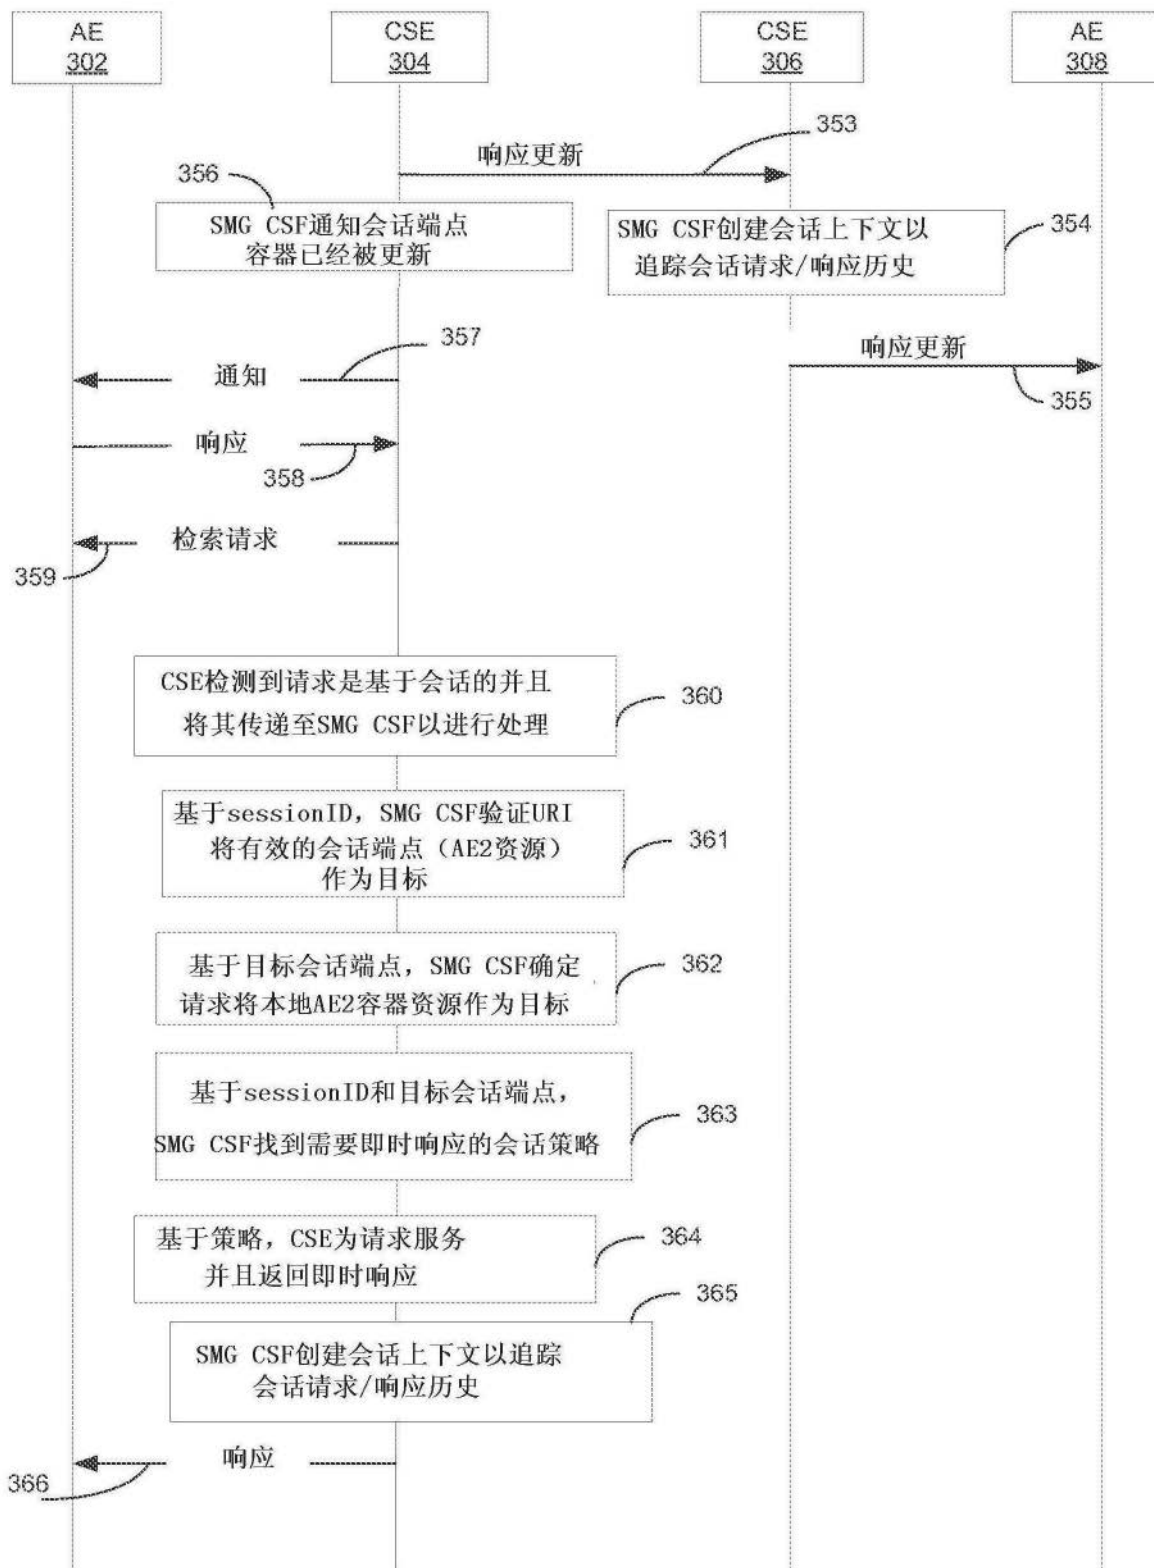 AE
302
CSE
304
CSE
306
AE
308
353
响应更新
356
SMG CSF通知会话端点
容器已经被更新
SMG CSF创建会话上下文以
追踪会话请求/响应历史
354
357
通知
响应更新
355
响应
358
检索请求
359
CSE检测到请求是基于会话的并且
将其传递至SMG CSF以进行处理
360
基于sessionID，SMG CSF验证URI
将有效的会话端点（AE2资源）
作为目标
361
基于目标会话端点，SMG CSF确定
请求将本地AE2容器资源作为目标
362
基于sessionID和目标会话端点，
SMG CSF找到需要即时响应的会话策略
363
基于策略，CSE为请求服务
并且返回即时响应
364
365
SMG CSF创建会话上下文以追踪
会话请求/响应历史
响应
366